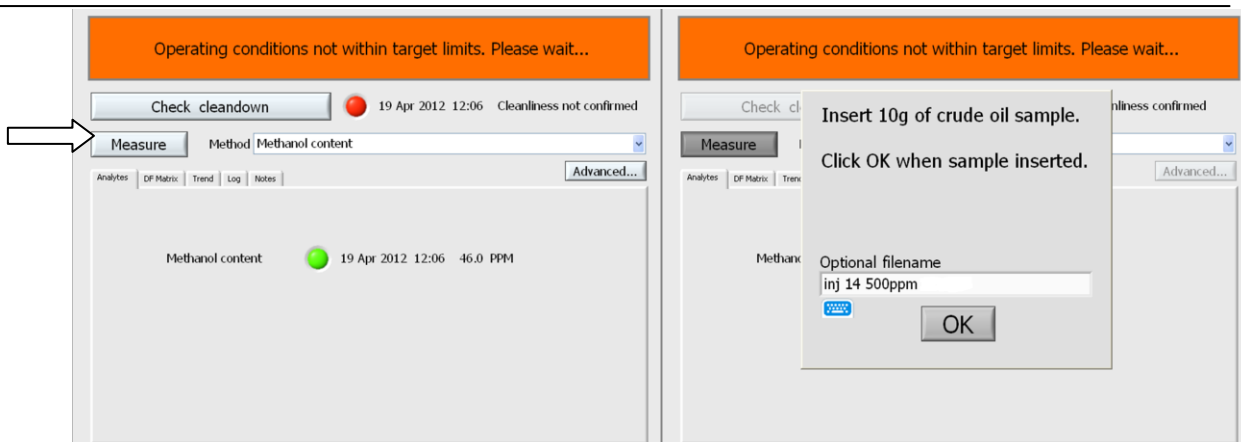 Operating conditions not within target limits. Please wait...
Check cleandown
19 Apr 2012 12:06 Cleanliness not confirmed
Measure
Method Methanol content
Advanced...
Analytes DF Matrix Trend Log Notes
Methanol content 19 Apr 2012 12:06 46.0 PPM
Operating conditions not within target limits. Please wait...
Check cl
nliness confirmed
Measure
Advanced...
Analytes DF Matrix Tren
Methano
Insert 10g of crude oil sample.
Click OK when sample inserted.
Optional filename
inj 14 500ppm
OK